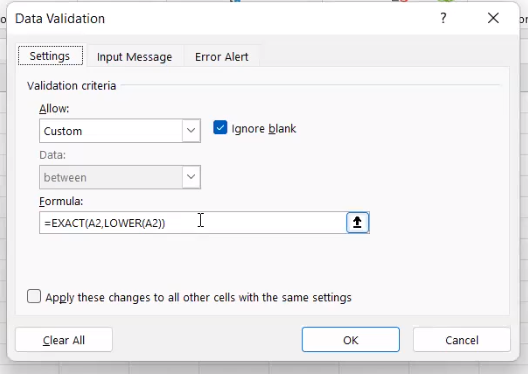 Data Validation
?
Settings
Input Message
Error Alert
Validation criteria
Allow:
Custom
Ignore blank
Data:
between
Formula:
=EXACT(A2,LOWER(A2))
Apply these changes to all other cells with the same settings
Clear All
OK
Cancel